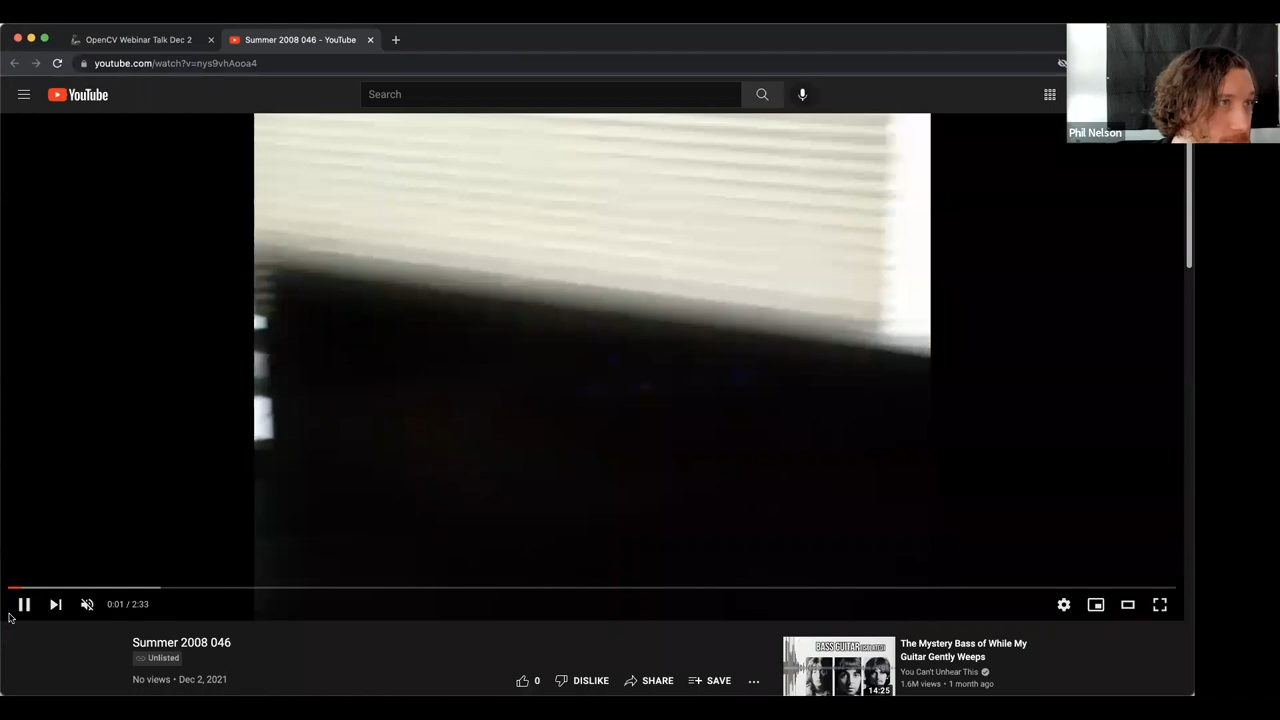 OpenCV Webinar Talk Dec 2
Summer 2008 046 - YouTube
youtube.com/watch?v=nys9vhAooa4
YouTube
Search
Phil Nelson
0:01 / 2:33
Summer 2008 046
Unlisted
No views • Dec 2, 2021
0
DISLIKE
SHARE
SAVE
BASS GUITAR
14:25
The Mystery Bass of While My
Guitar Gently Weeps
You Can't Unhear This
1.6M views • 1 month ago